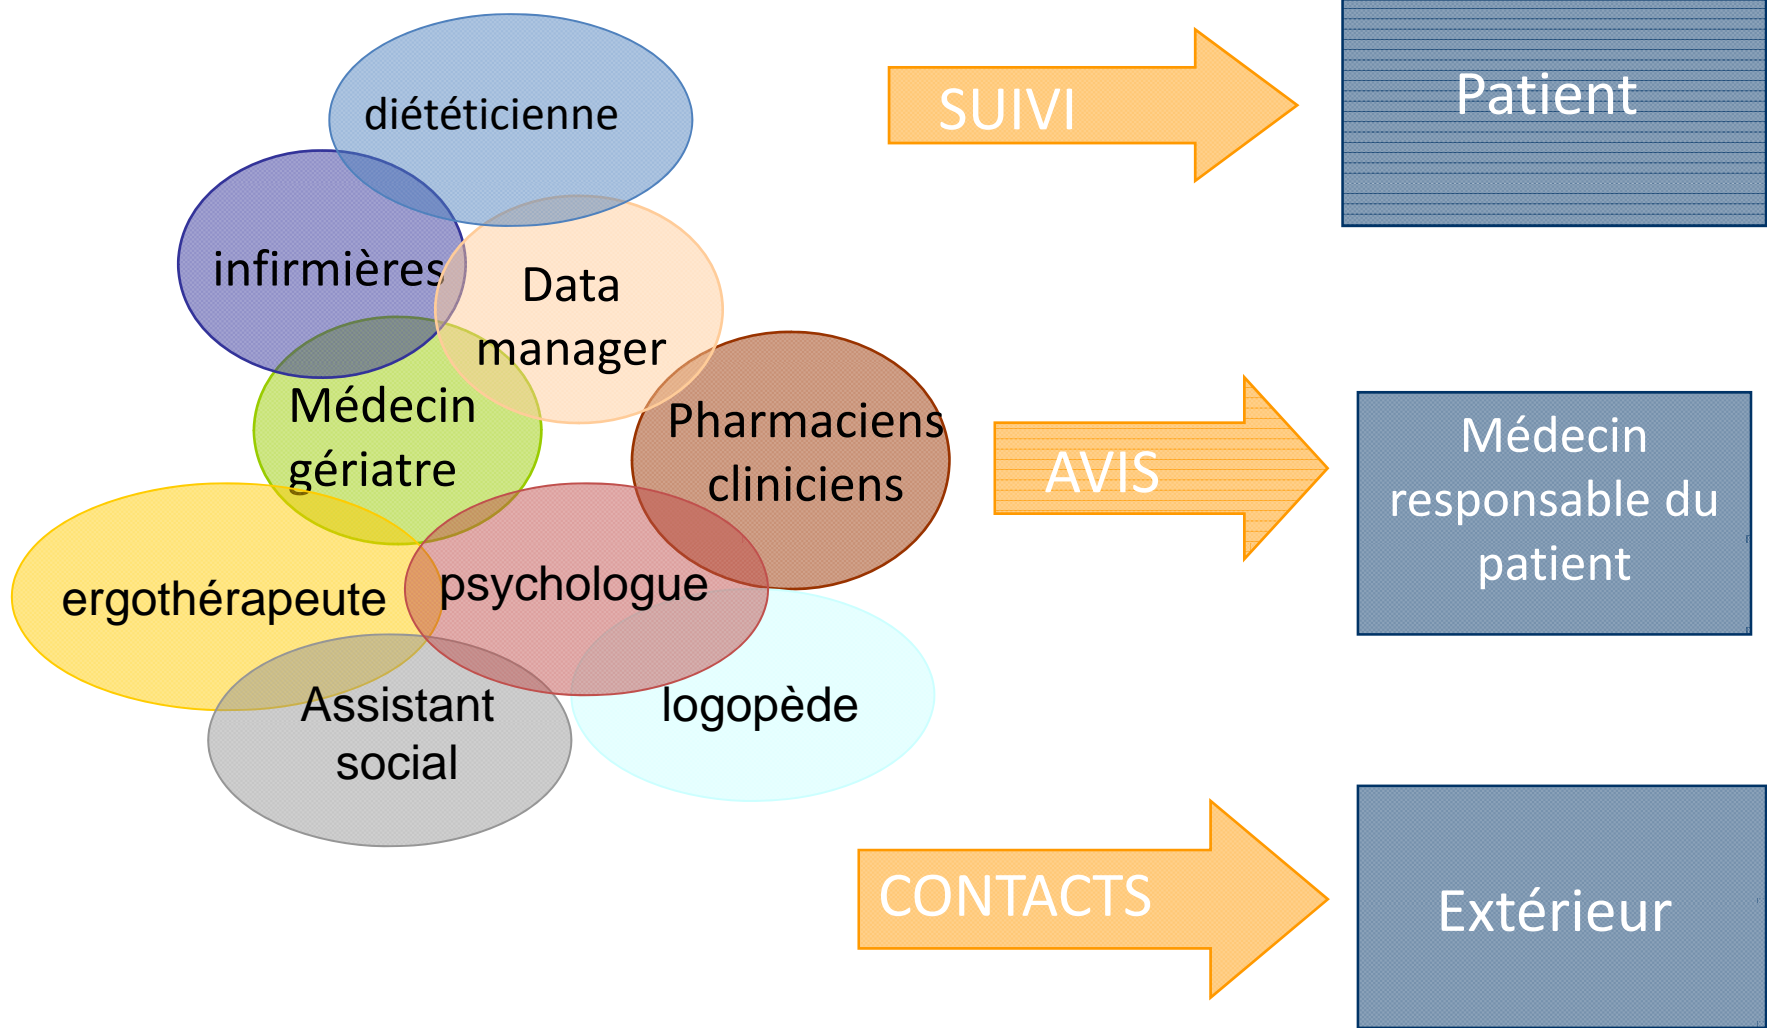 diététicienne
infirmières
Data
manager
Médecin
gériatre
Pharmaciens
cliniciens
ergothérapeute
psychologue
Assistant
social
logopède
SUIVI
Patient
AVIS
Médecin
responsable du
patient
CONTACTS
Extérieur